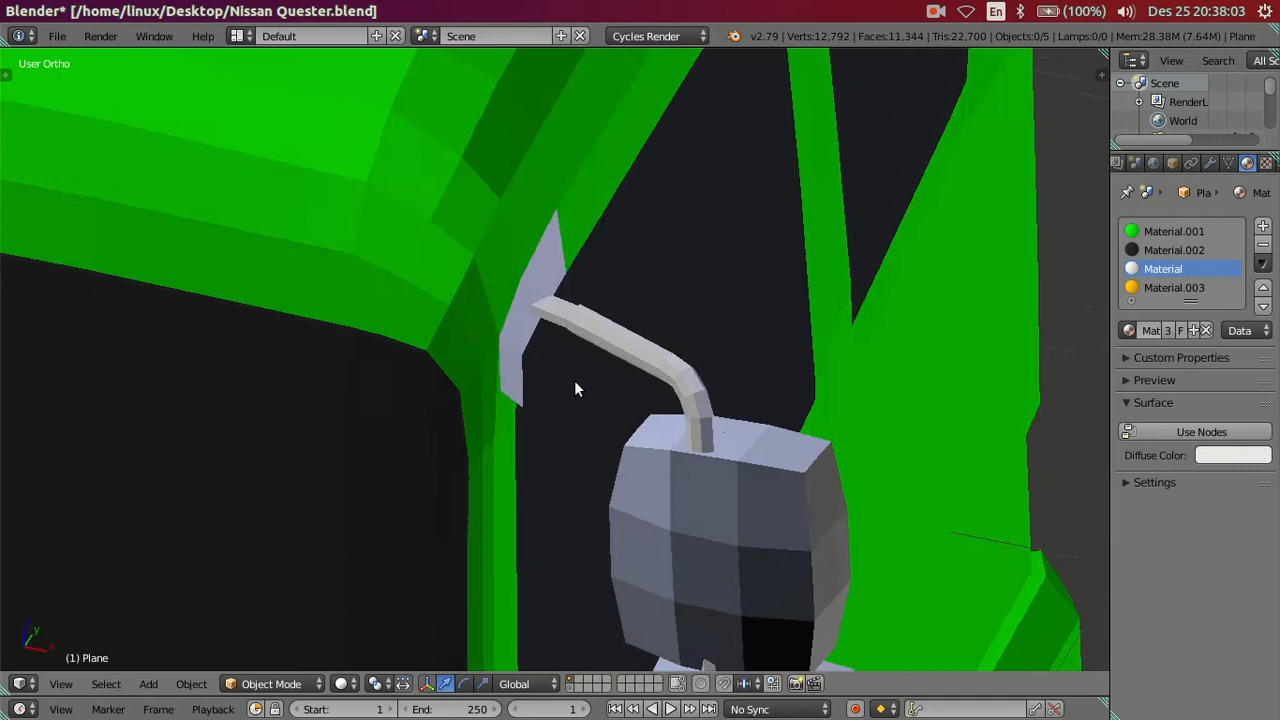 Blender* [/home/linux/Desktop/Nissan Quester.blend] En (100%) Des 25 20:38:03
File Render Window Help Default Scene Cycles Render v2.79 | Verts:12,792 | Faces:11,344 | Tris:22,700 | Objects:0/5 | Lamps:0/0 | Mem:28.38M (7.64M) | Plane
User Ortho
View Search All Sc
Scene
RenderL
World
Pla Mat
Material.001
Material.002
Material
Material.003
Mat 3 F Data
Custom Properties
Preview
Surface
Use Nodes
Diffuse Color:
Settings
y
x
(1) Plane
View Select Add Object Object Mode Global
View Marker Frame Playback Start: 1 End: 250 1 No Sync